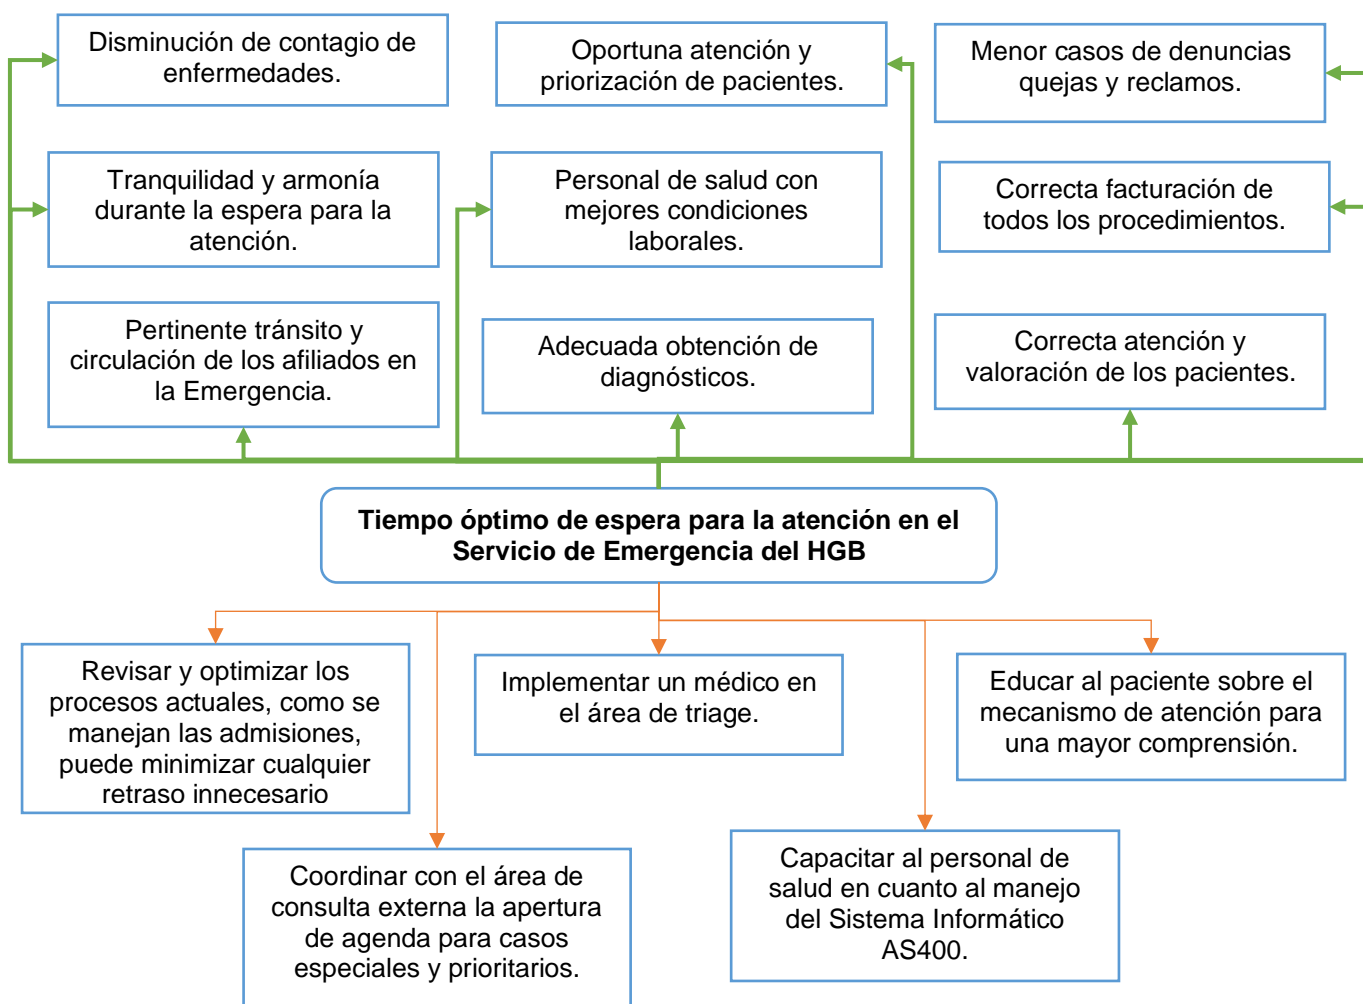 Disminución de contagio de
enfermedades.
Oportuna atención y
priorización de pacientes.
Menor casos de denuncias
quejas y reclamos.
Tranquilidad y armonía
durante la espera para la
atención.
Personal de salud con
mejores condiciones
laborales.
Correcta facturación de
todos los procedimientos.
Pertinente tránsito y
circulación de los afiliados en
la Emergencia.
Adecuada obtención de
diagnósticos.
Correcta atención y
valoración de los pacientes.
Tiempo óptimo de espera para la atención en el
Servicio de Emergencia del HGB
Revisar y optimizar los
procesos actuales, como se
manejan las admisiones,
puede minimizar cualquier
retraso innecesario
Implementar un médico en
el área de triage.
Educar al paciente sobre el
mecanismo de atención para
una mayor comprensión.
Coordinar con el área de
consulta externa la apertura
de agenda para casos
especiales y prioritarios.
Capacitar al personal de
salud en cuanto al manejo
del Sistema Informático
AS400.